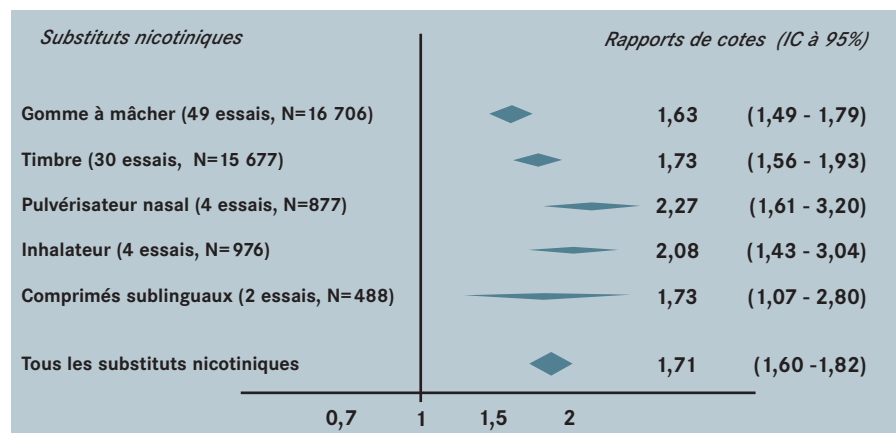 Substituts nicotiniques Rapports de cotes (IC à 95%)
Gomme à mâcher (49 essais, N=16 706) 1,63 (1,49 - 1,79)
Timbre (30 essais, N=15 677) 1,73 (1,56 - 1,93)
Pulvérisateur nasal (4 essais, N=877) 2,27 (1,61 - 3,20)
Inhalateur (4 essais, N=976) 2,08 (1,43 - 3,04)
Comprimés sublinguaux (2 essais, N=488) 1,73 (1,07 - 2,80)
Tous les substituts nicotiniques 1,71 (1,60 -1,82)
0,7 1 1,5 2